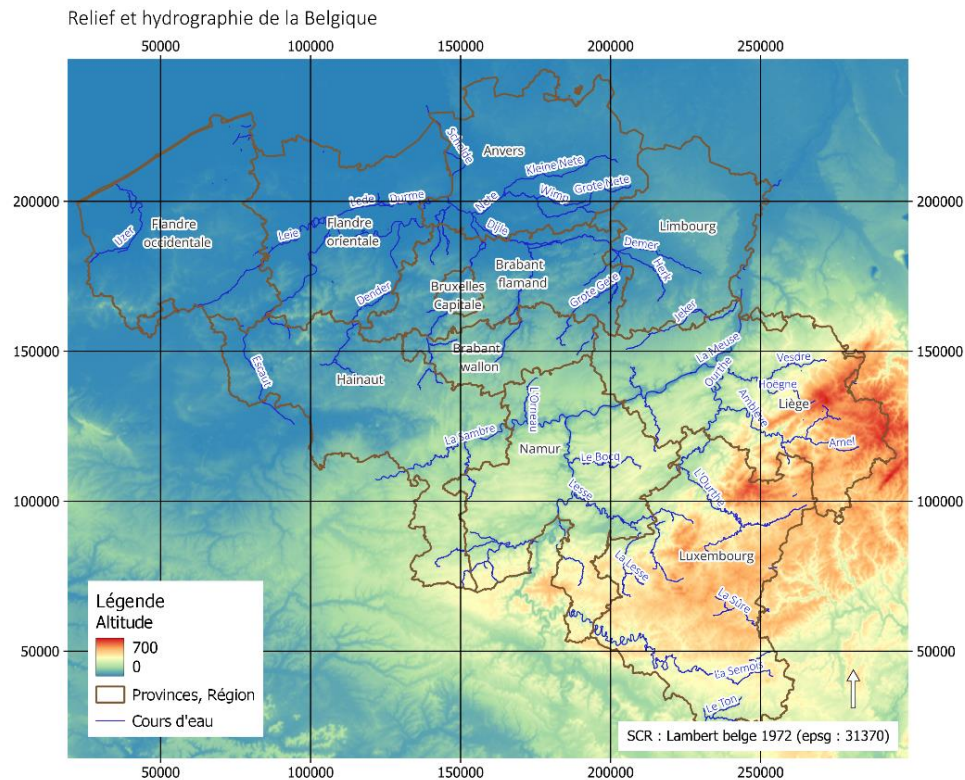 Relief et hydrographie de la Belgique
50000
100000
150000
200000
250000
200000
200000
150000
150000
100000
100000
50000
50000
Schelde
Anvers
Kleine Nete
Wimp
Grote Nete
Nete
Lede
Durme
Flandre
occidentale
IJzer
Leie
Flandre
orientale
Dijle
Limbourg
Demer
Herk
Brabant
flamand
Bruxelles
Capitale
Dender
Grote Gete
Jeker
Brabant
wallon
Escaut
Hainaut
La Meuse
Ourthe
Vesdre
Hoëgne
Liège
Amblève
Amel
L'Orneau
La Sambre
Namur
Le Bocq
Lesse
L'Ourthe
Luxembourg
La Lesse
La Sûre
La Semois
Le Ton
Légende
Altitude
700
0
Provinces, Région
Cours d'eau
SCR : Lambert belge 1972 (epsg : 31370)
50000
100000
150000
200000
250000